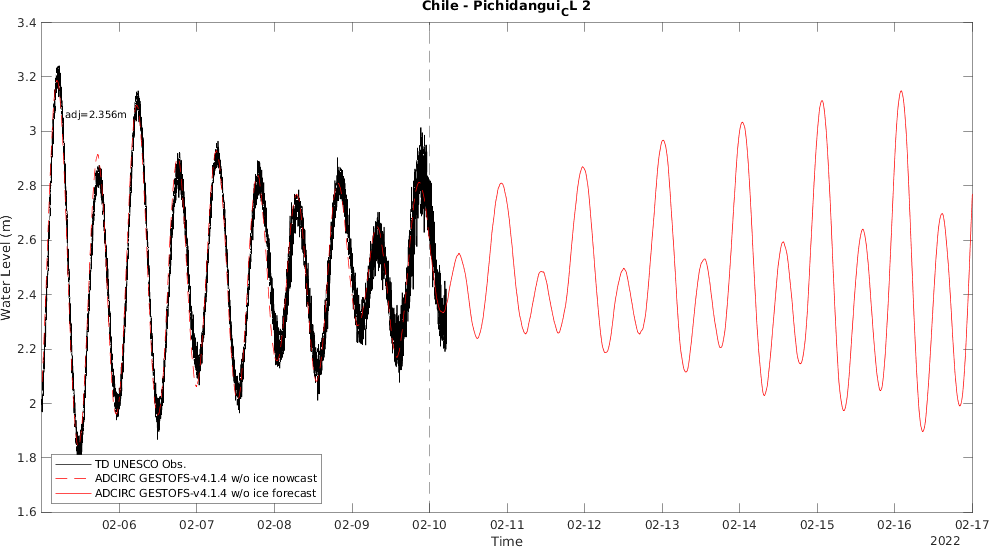 Chile - PichidanguiCL 2
Water Level (m)
3.4
3.2
3
2.8
2.6
2.4
2.2
2
1.8
1.6
adj=2.356m
TD UNESCO Obs.
ADCIRC GESTOFS-v4.1.4 w/o ice nowcast
ADCIRC GESTOFS-v4.1.4 w/o ice forecast
02-06 02-07 02-08 02-09 02-10 02-11 02-12 02-13 02-14 02-15 02-16 02-17
Time
2022